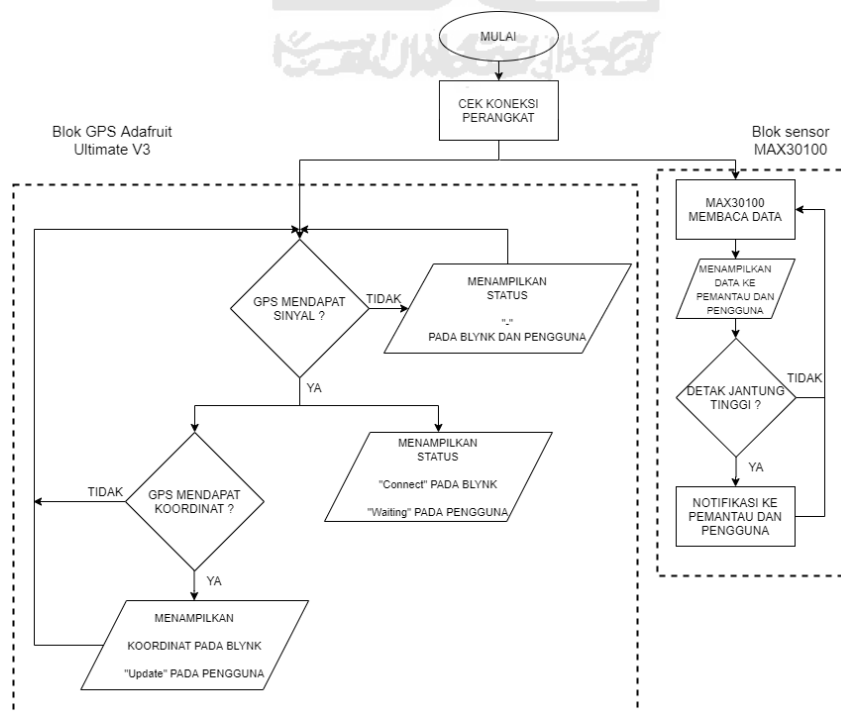 MULAI
CEK KONEKSI
PERANGKAT
Blok GPS Adafruit
Ultimate V3
Blok sensor
MAX30100
MAX30100
MEMBACA DATA
MENAMPILKAN
DATA KE
PEMANTAU DAN
PENGGUNA
DETAK JANTUNG
TINGGI ?
TIDAK
YA
NOTIFIKASI KE
PEMANTAU DAN
PENGGUNA
GPS MENDAPAT
SINYAL ?
TIDAK
MENAMPILKAN
STATUS
"-"
PADA BLYNK DAN PENGGUNA
YA
MENAMPILKAN
STATUS
"Connect" PADA BLYNK
"Waiting" PADA PENGGUNA
GPS MENDAPAT
KOORDINAT ?
TIDAK
YA
MENAMPILKAN
KOORDINAT PADA BLYNK
"Update" PADA PENGGUNA